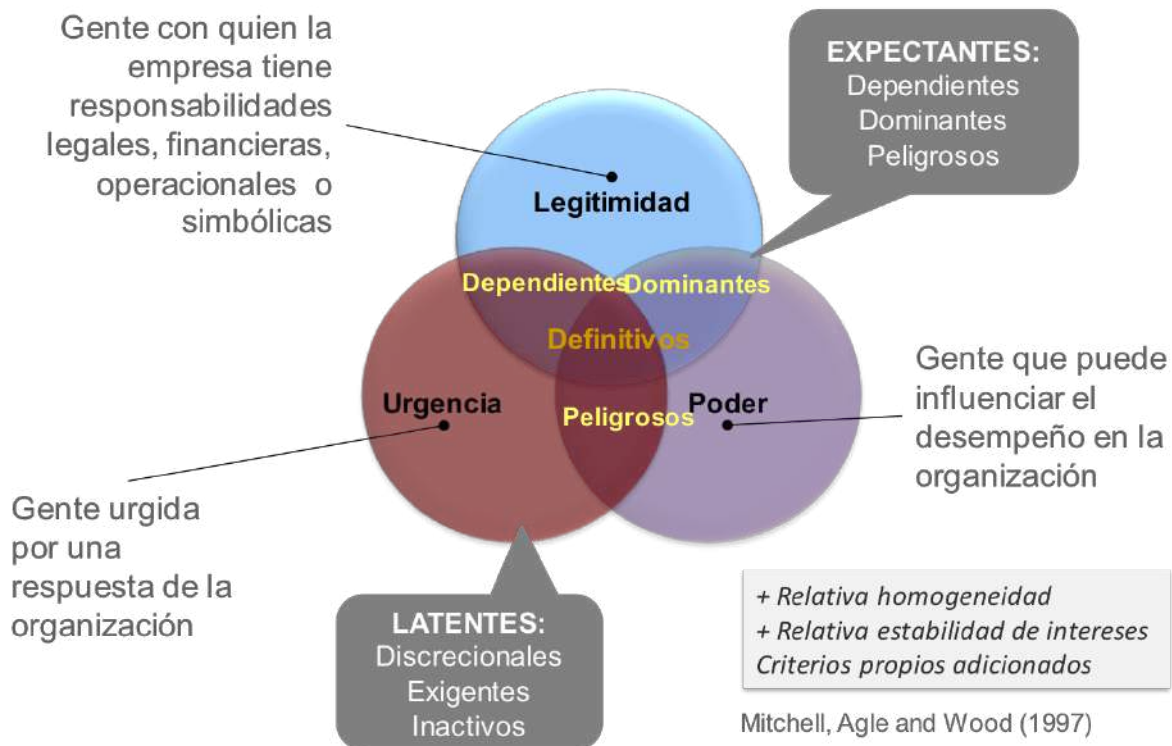 Gente con quien la
empresa tiene
responsabilidades
legales, financieras,
operacionales o
simbólicas
EXPECTANTES:
Dependientes
Dominantes
Peligrosos
Legitimidad
Dependientes
Dominantes
Definitivos
Urgencia
Peligrosos
Poder
Gente que puede
influenciar el
desempeño en la
organización
Gente urgida
por una
respuesta de la
organización
LATENTES:
Discrecionales
Exigentes
Inactivos
+ Relativa homogeneidad
+ Relativa estabilidad de intereses
Criterios propios adicionados
Mitchell, Agle and Wood (1997)